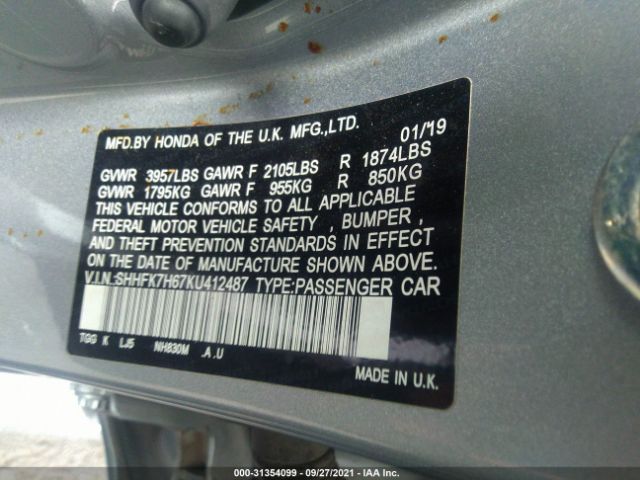 MFD.BY HONDA OF THE U.K. MFG.,LTD. 01/'19
GVWR 3957LBS GAWR F 2105LBS R 1874LBS
GVWR 1795KG GAWR F 955KG R 850KG
THIS VEHICLE CONFORMS TO ALL APPLICABLE
FEDERAL MOTOR VEHICLE SAFETY , BUMPER ,
AND THEFT PREVENTION STANDARDS IN EFFECT
ON THE DATE OF MANUFACTURE SHOWN ABOVE.
V.I.N.:SHHFK7H67KU412487 TYPE:PASSENGER CAR
TGG K LJ5 NH830M .A.U
MADE IN U.K.
000-31354099 — 09/27/2021 — IAA Inc.